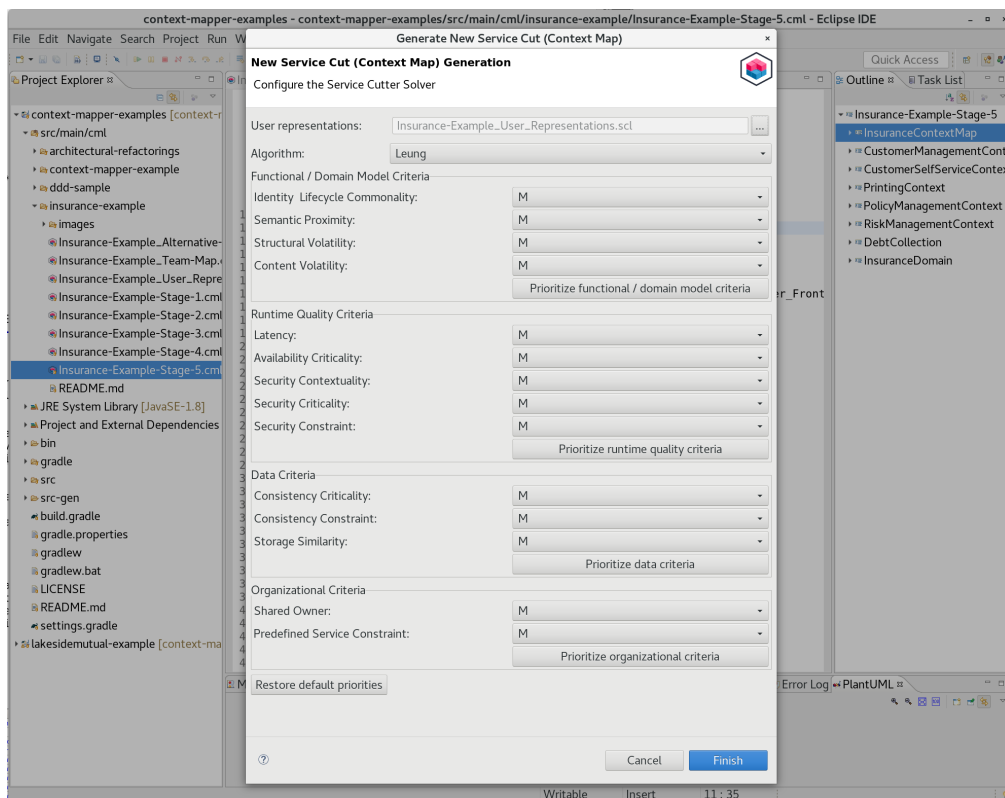 context-mapper-examples - context-mapper-examples/src/main/cml/insurance-example/Insurance-Example-Stage-5.cml - Eclipse IDE
File Edit Navigate Search Project Run
Quick Access
Project Explorer
context-mapper-examples [context-r
src/main/cml
architectural-refactorings
context-mapper-example
ddd-sample
insurance-example
images
Insurance-Example_Alternative-
Insurance-Example_Team-Map.
Insurance-Example_User_Repre
Insurance-Example-Stage-1.cml
Insurance-Example-Stage-2.cml
Insurance-Example-Stage-3.cml
Insurance-Example-Stage-4.cml
Insurance-Example-Stage-5.cml
README.md
JRE System Library [JavaSE-1.8]
Project and External Dependencies
bin
gradle
src
src-gen
build.gradle
gradle.properties
gradlew
gradlew.bat
LICENSE
README.md
settings.gradle
lakesidemutual-example [context-ma
Generate New Service Cut (Context Map)
New Service Cut (Context Map) Generation
Configure the Service Cutter Solver
User representations: Insurance-Example_User_Representations.scl ...
Algorithm: Leung
Functional / Domain Model Criteria
Identity Lifecycle Commonality: M
Semantic Proximity: M
Structural Volatility: M
Content Volatility: M
Prioritize functional / domain model criteria
Runtime Quality Criteria
Latency: M
Availability Criticality: M
Security Contextuality: M
Security Criticality: M
Security Constraint: M
Prioritize runtime quality criteria
Data Criteria
Consistency Criticality: M
Consistency Constraint: M
Storage Similarity: M
Prioritize data criteria
Organizational Criteria
Shared Owner: M
Predefined Service Constraint: M
Prioritize organizational criteria
Restore default priorities
Cancel Finish
er_Front
Outline Task List
Insurance-Example-Stage-5
InsuranceContextMap
CustomerManagementCont
CustomerSelfServiceContex
PrintingContext
PolicyManagementContext
RiskManagementContext
DebtCollection
InsuranceDomain
Error Log PlantUML
Writable Insert 11 : 35